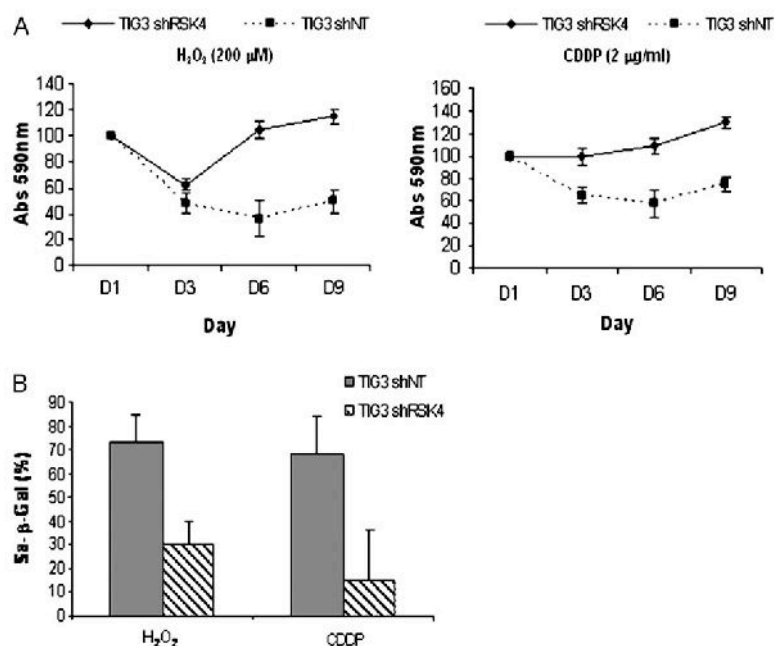 A
TIG3 shRSK4 TIG3 shNT
H₂O₂ (200 µM)
Abs 590nm
140
120
100
80
60
40
20
0
D1 D3 D6 D9
Day
TIG3 shRSK4 TIG3 shNT
CDDP (2 µg/ml)
Abs 590nm
160
140
120
100
80
60
40
20
0
D1 D3 D6 D9
Day
B
TIG3 shNT
TIG3 shRSK4
Sa- β-Gal (%)
90
80
70
60
50
40
30
20
10
0
H₂O₂ CDDP